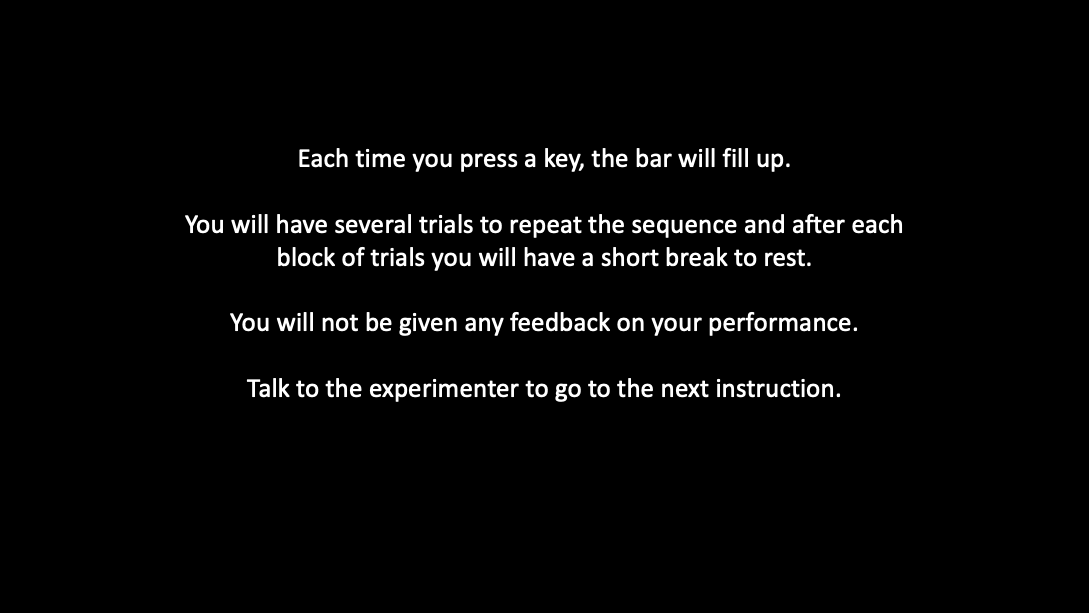 Each time you press a key, the bar will fill up.
You will have several trials to repeat the sequence and after each
block of trials you will have a short break to rest.
You will not be given any feedback on your performance.
Talk to the experimenter to go to the next instruction.